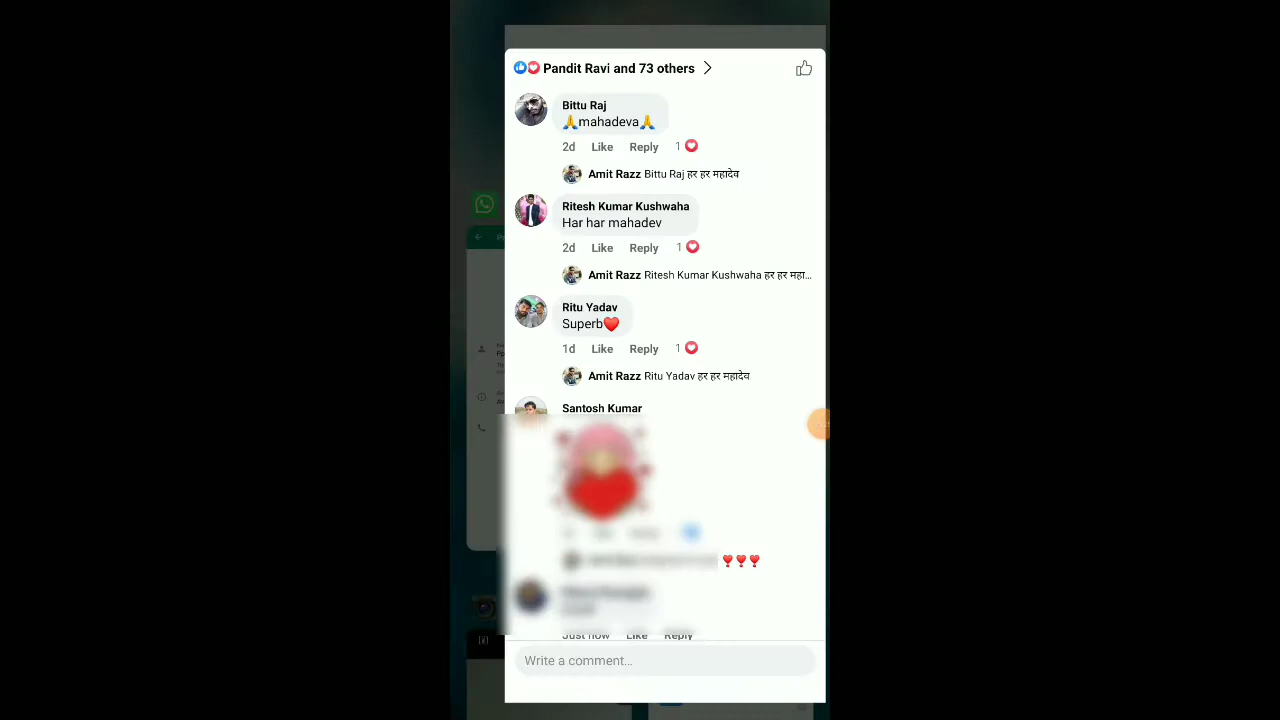 Pandit Ravi and 73 others
Bittu Raj
🙏mahadeva🙏
2d Like Reply 1
Amit Razz Bittu Raj हर हर महादेव
Ritesh Kumar Kushwaha
Har har mahadev
2d Like Reply 1
Amit Razz Ritesh Kumar Kushwaha हर हर महा...
Ritu Yadav
Superb❤️
1d Like Reply 1
Amit Razz Ritu Yadav हर हर महादेव
Santosh Kumar
❣❣❣
Just now Like Reply
Write a comment...